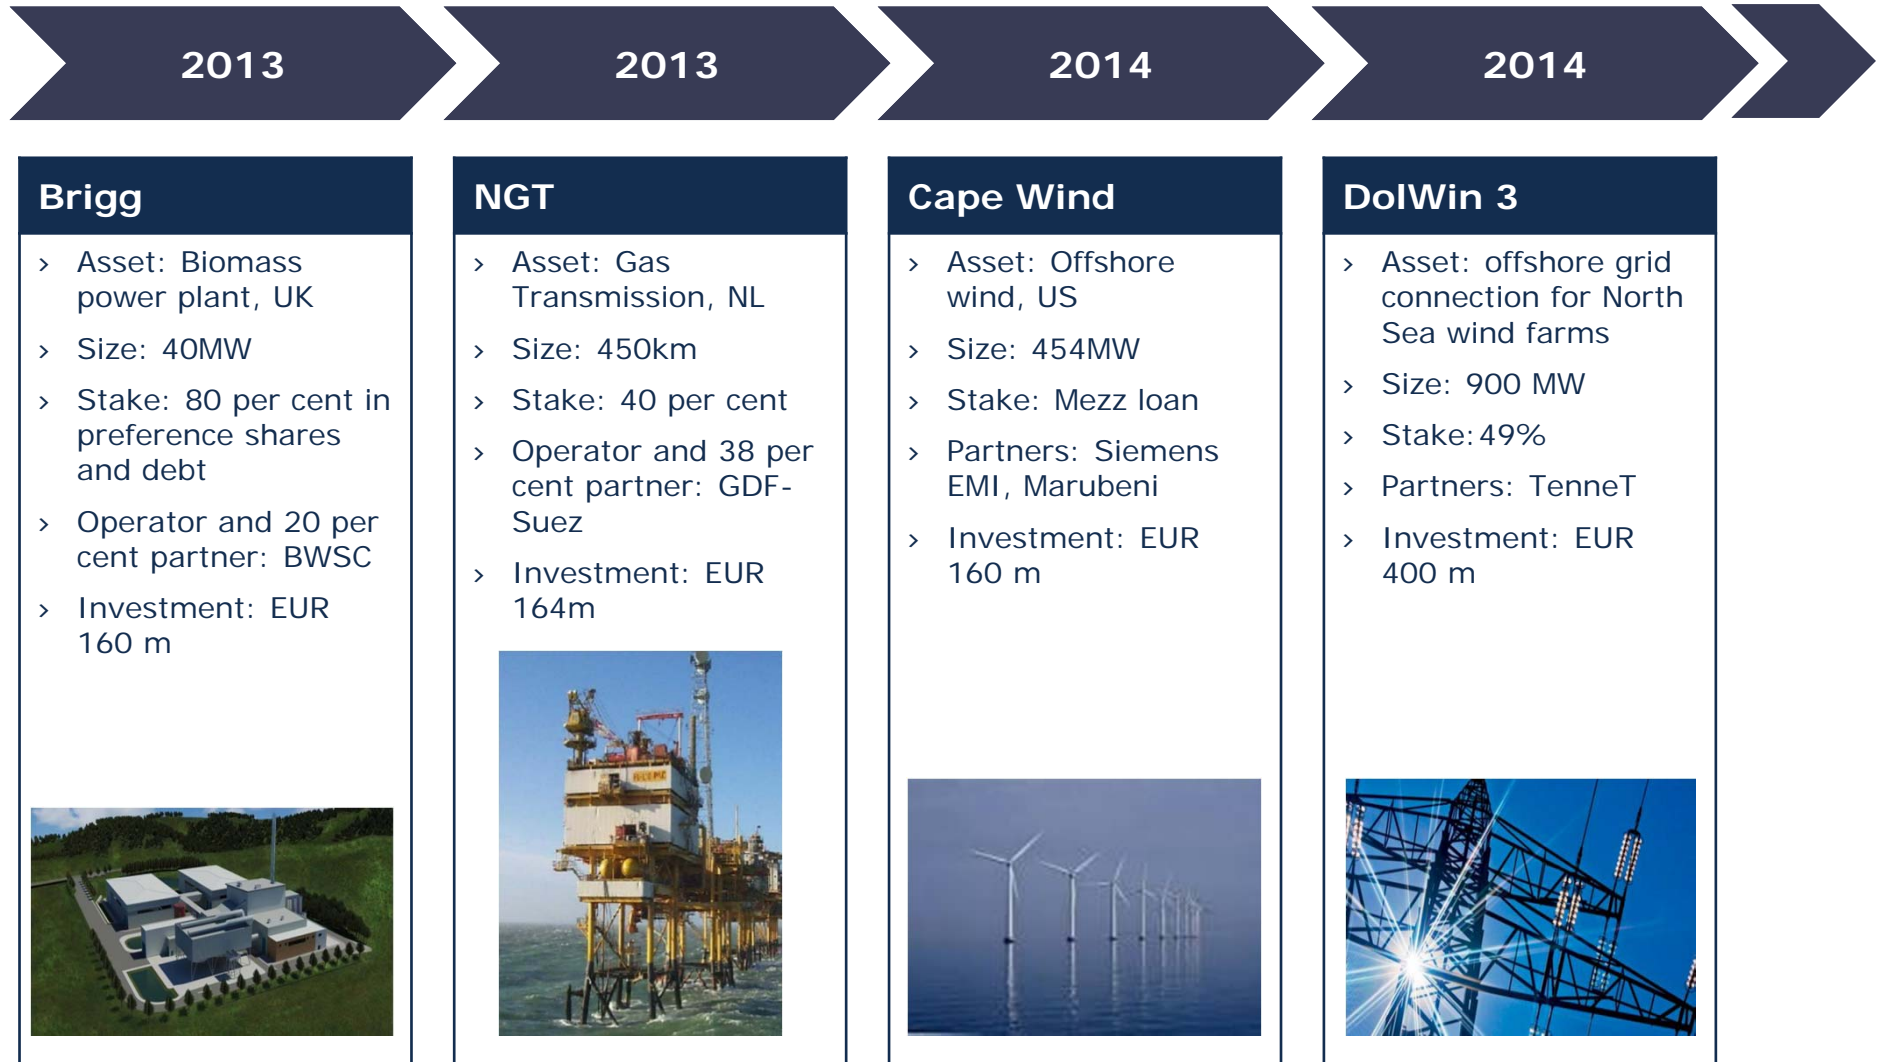 2013
2013
2014
2014
Brigg
› Asset: Biomass
power plant, UK
› Size: 40MW
› Stake: 80 per cent in
preference shares
and debt
› Operator and 20 per
cent partner: BWSC
› Investment: EUR
160 m
NGT
› Asset: Gas
Transmission, NL
› Size: 450km
› Stake: 40 per cent
› Operator and 38 per
cent partner: GDF-
Suez
› Investment: EUR
164m
Cape Wind
› Asset: Offshore
wind, US
› Size: 454MW
› Stake: Mezz loan
› Partners: Siemens
EMI, Marubeni
› Investment: EUR
160 m
DolWin 3
› Asset: offshore grid
connection for North
Sea wind farms
› Size: 900 MW
› Stake: 49%
› Partners: TenneT
› Investment: EUR
400 m